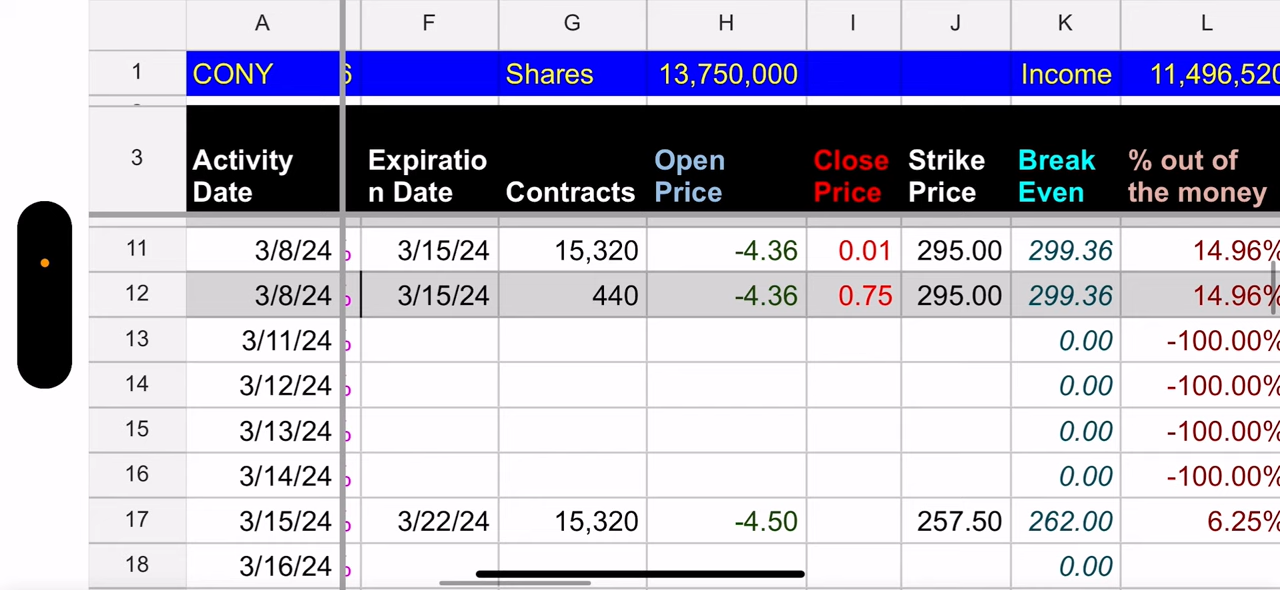 A F G H I J K L
1 CONY 6 Shares 13,750,000 Income 11,496,520
3 Activity Date Expiratio n Date Contracts Open Price Close Price Strike Price Break Even % out of the money
11 3/8/24 3/15/24 15,320 -4.36 0.01 295.00 299.36 14.96%
12 3/8/24 3/15/24 440 -4.36 0.75 295.00 299.36 14.96%
13 3/11/24 0.00 -100.00%
14 3/12/24 0.00 -100.00%
15 3/13/24 0.00 -100.00%
16 3/14/24 0.00 -100.00%
17 3/15/24 3/22/24 15,320 -4.50 257.50 262.00 6.25%
18 3/16/24 0.00